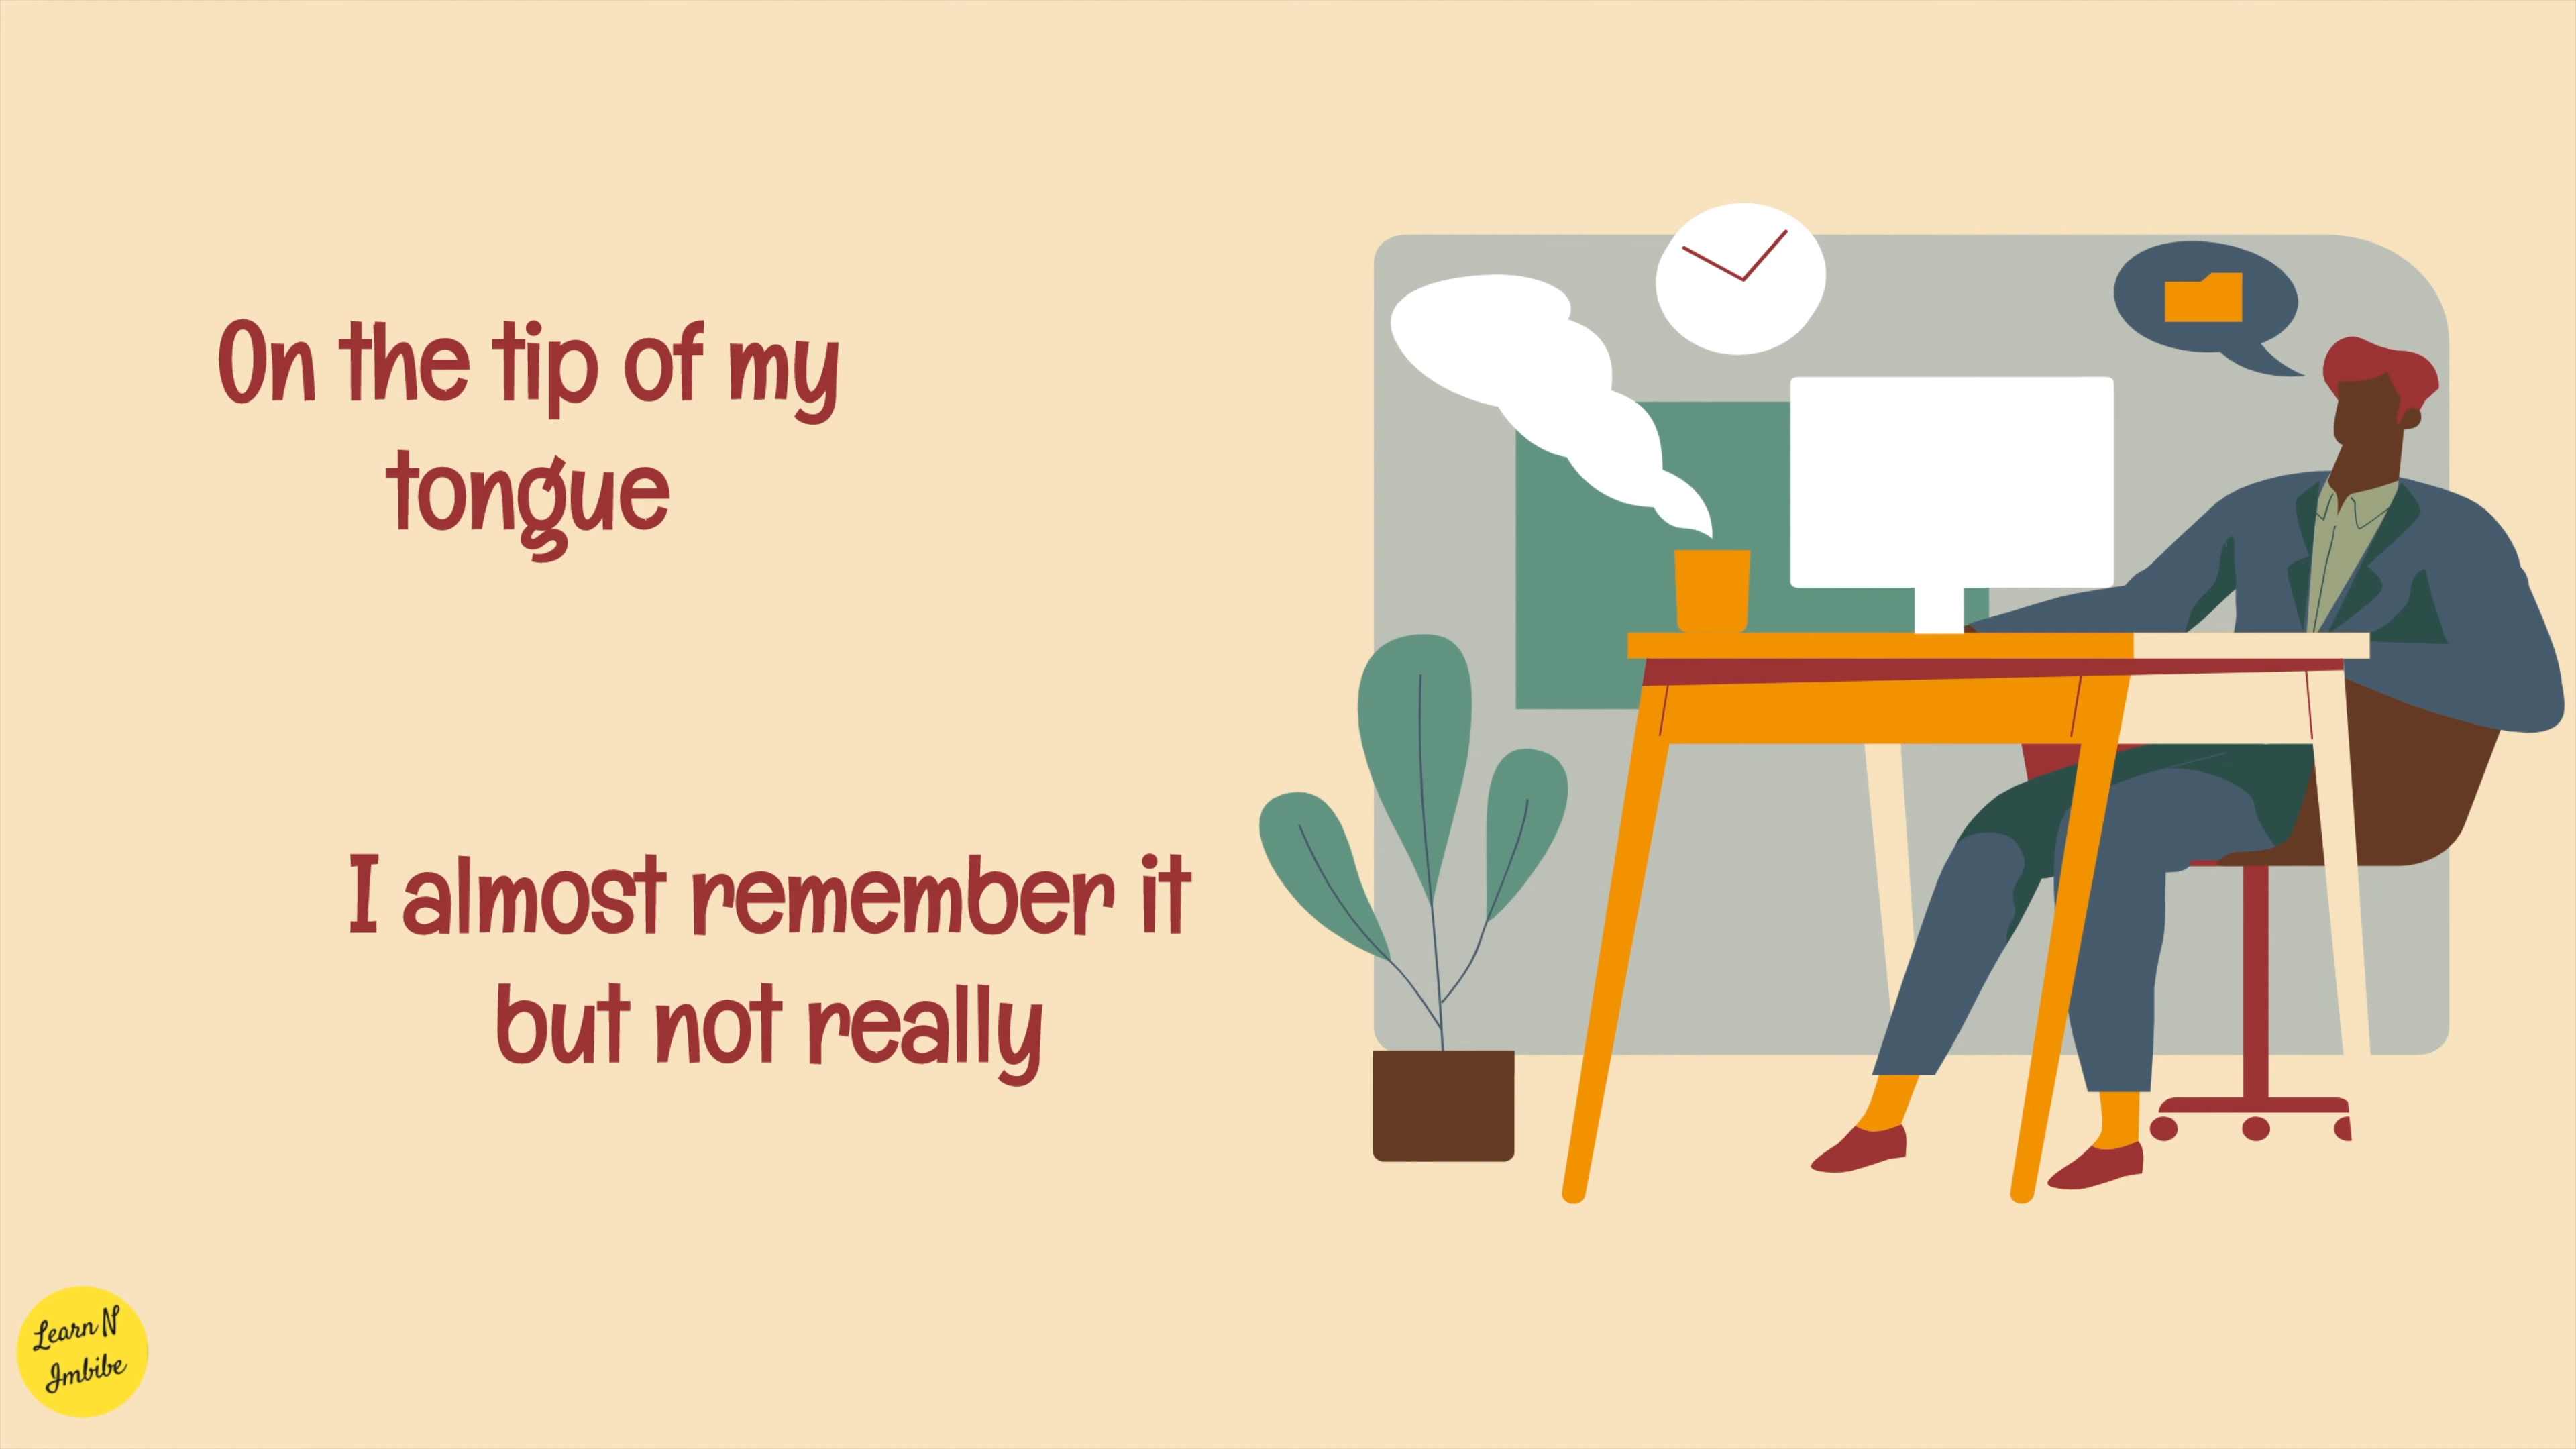 On the tip of my
tongue
I almost remember it
but not really
Learn N
Imbibe